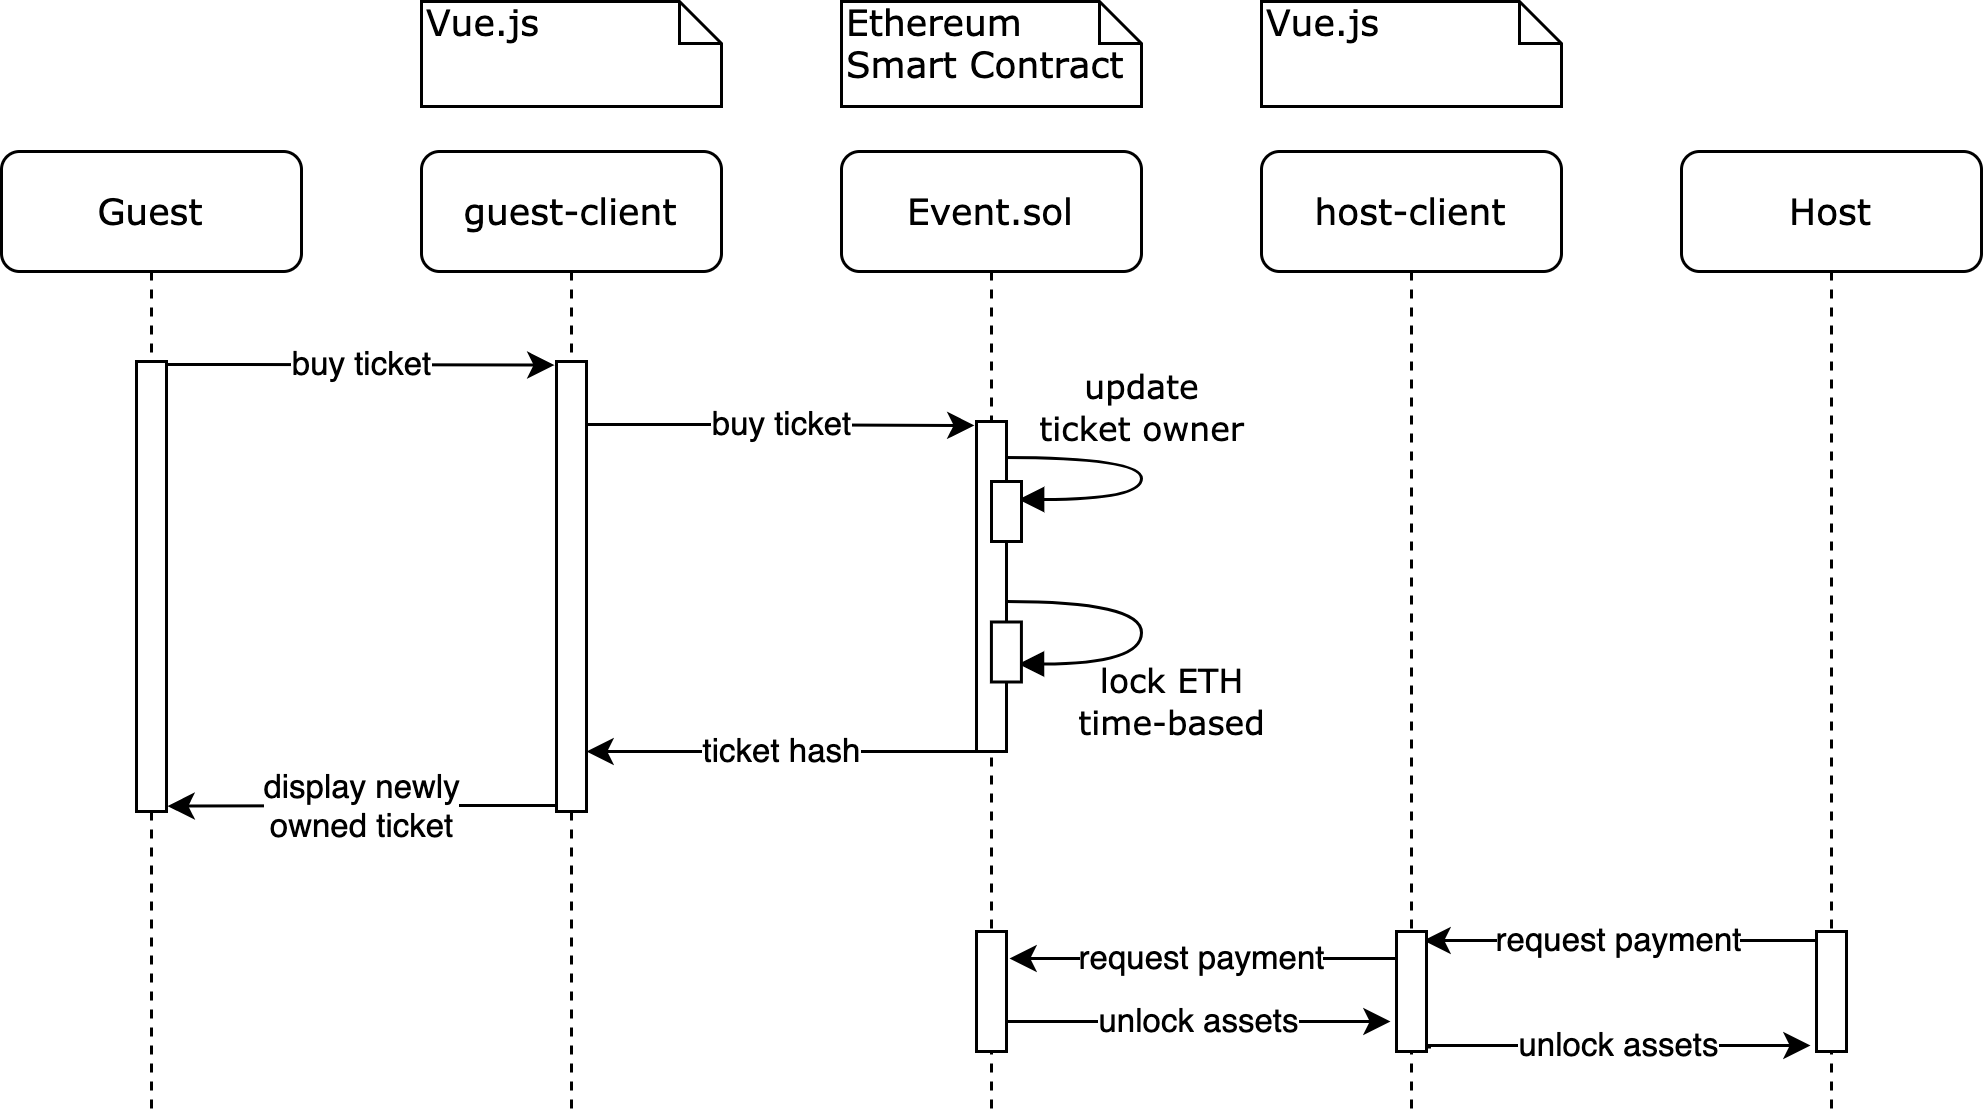 Vue.js
Ethereum
Smart Contract
Vue.js
Guest
guest-client
Event.sol
host-client
Host
buy ticket
buy ticket
update
ticket owner
lock ETH
time-based
ticket hash
display newly
owned ticket
request payment
request payment
unlock assets
unlock assets